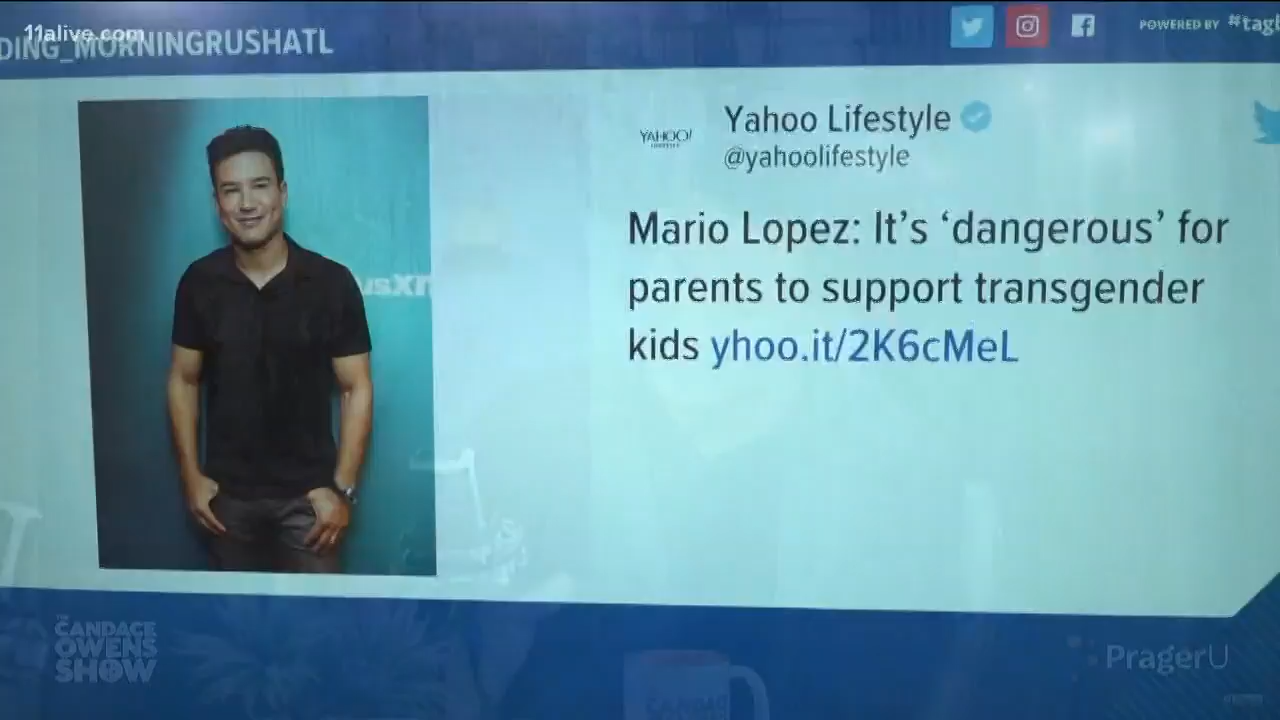 11alive.com
DING_MORNINGRUSHATL
POWERED BY
Yahoo Lifestyle
YAHOO!
@yahoolifestyle
Mario Lopez: It's 'dangerous' for
parents to support transgender
kids yhoo.it/2K6cMeL
usxm
THE
CANDACE
OWENS
SHOW
PragerU